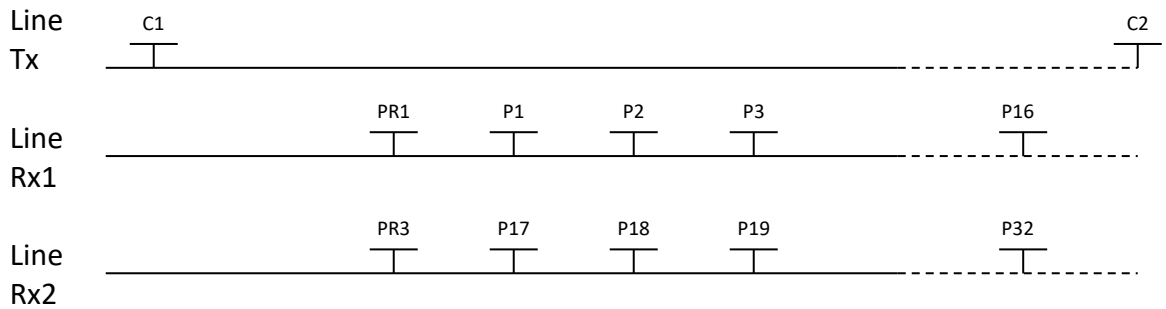 Line Tx
C1 C2
Line Rx1
PR1 P1 P2 P3 P16
Line Rx2
PR3 P17 P18 P19 P32